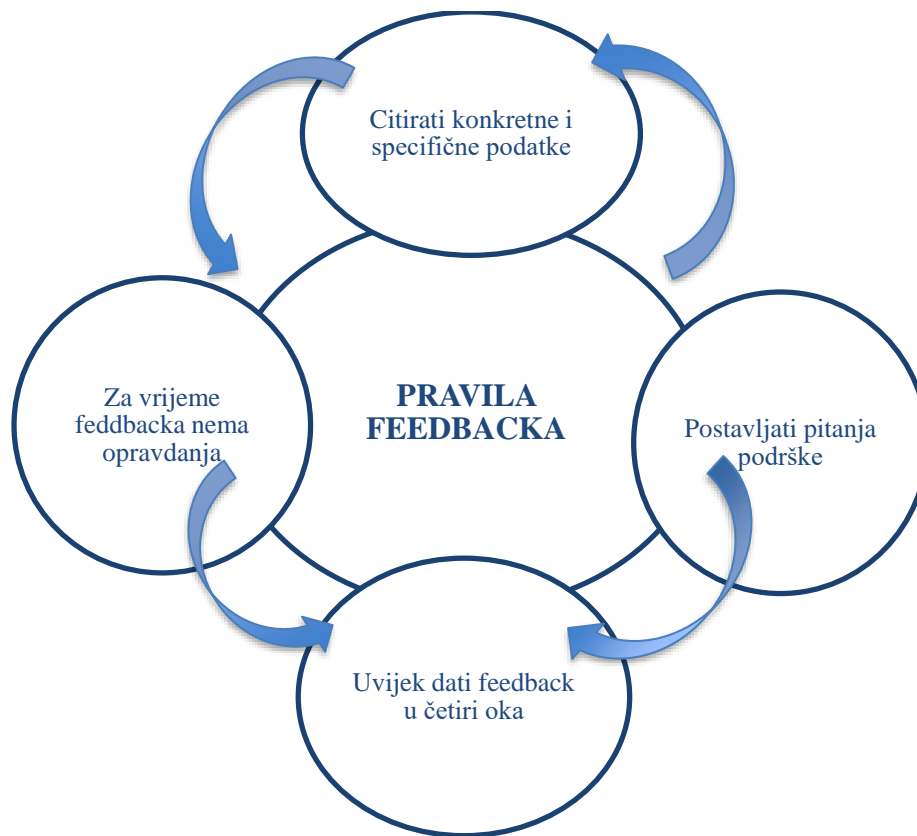 Citirati konkretne i
specifične podatke
Za vrijeme
feddbacka nema
opravdanja
PRAVILA
FEEDBACKA
Postavljati pitanja
podrške
Uvijek dati feedback
u četiri oka